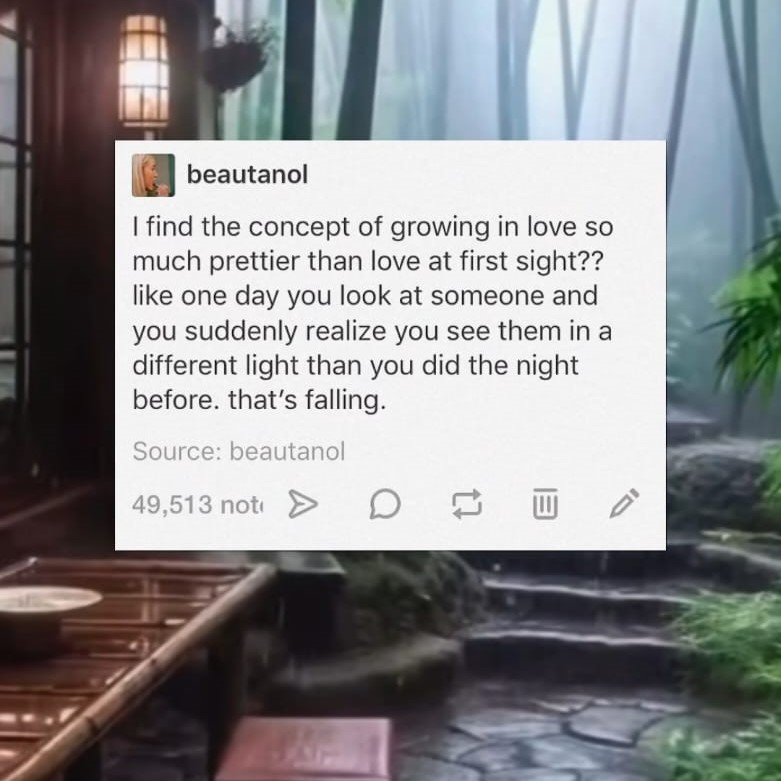 beautanol
I find the concept of growing in love so
much prettier than love at first sight??
like one day you look at someone and
you suddenly realize you see them in a
different light than you did the night
before. that's falling.
Source: beautanol
49,513 not